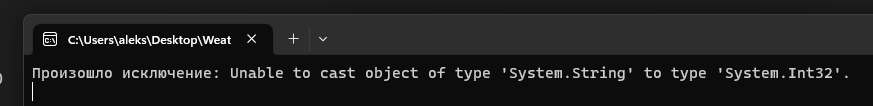 C:\Users\aleks\Desktop\Weat
Произошло исключение: Unable to cast object of type 'System.String' to type 'System.Int32'.